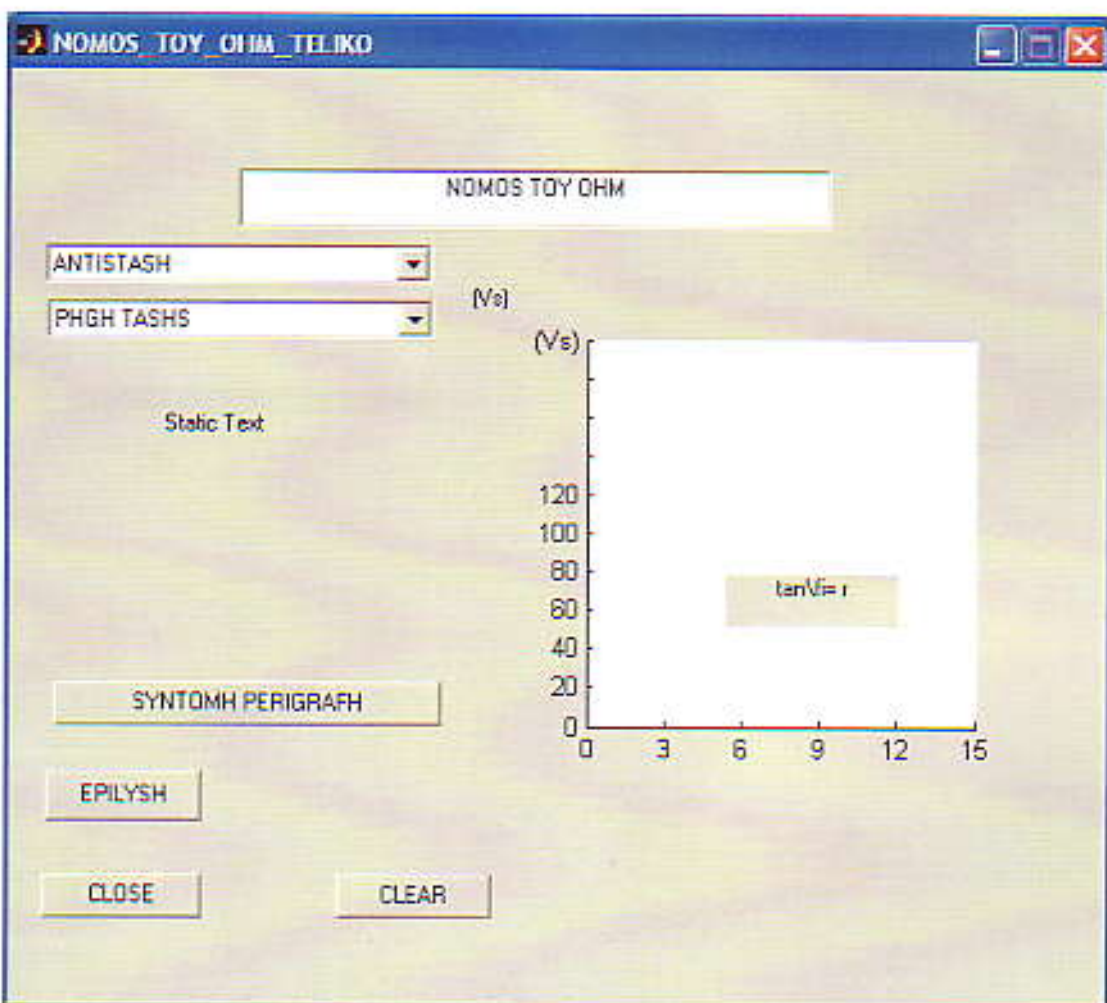 NOMOS_TOY_OHM_TELIKO
NOMOS TOY OHM
ANTISTASH
PHGH TASHS
(Vs)
(Vs)
Static Text
120
100
80
60
40
20
0
0 3 6 9 12 15
SYNTOMH PERIGRAFH
EPILYSH
CLOSE CLEAR